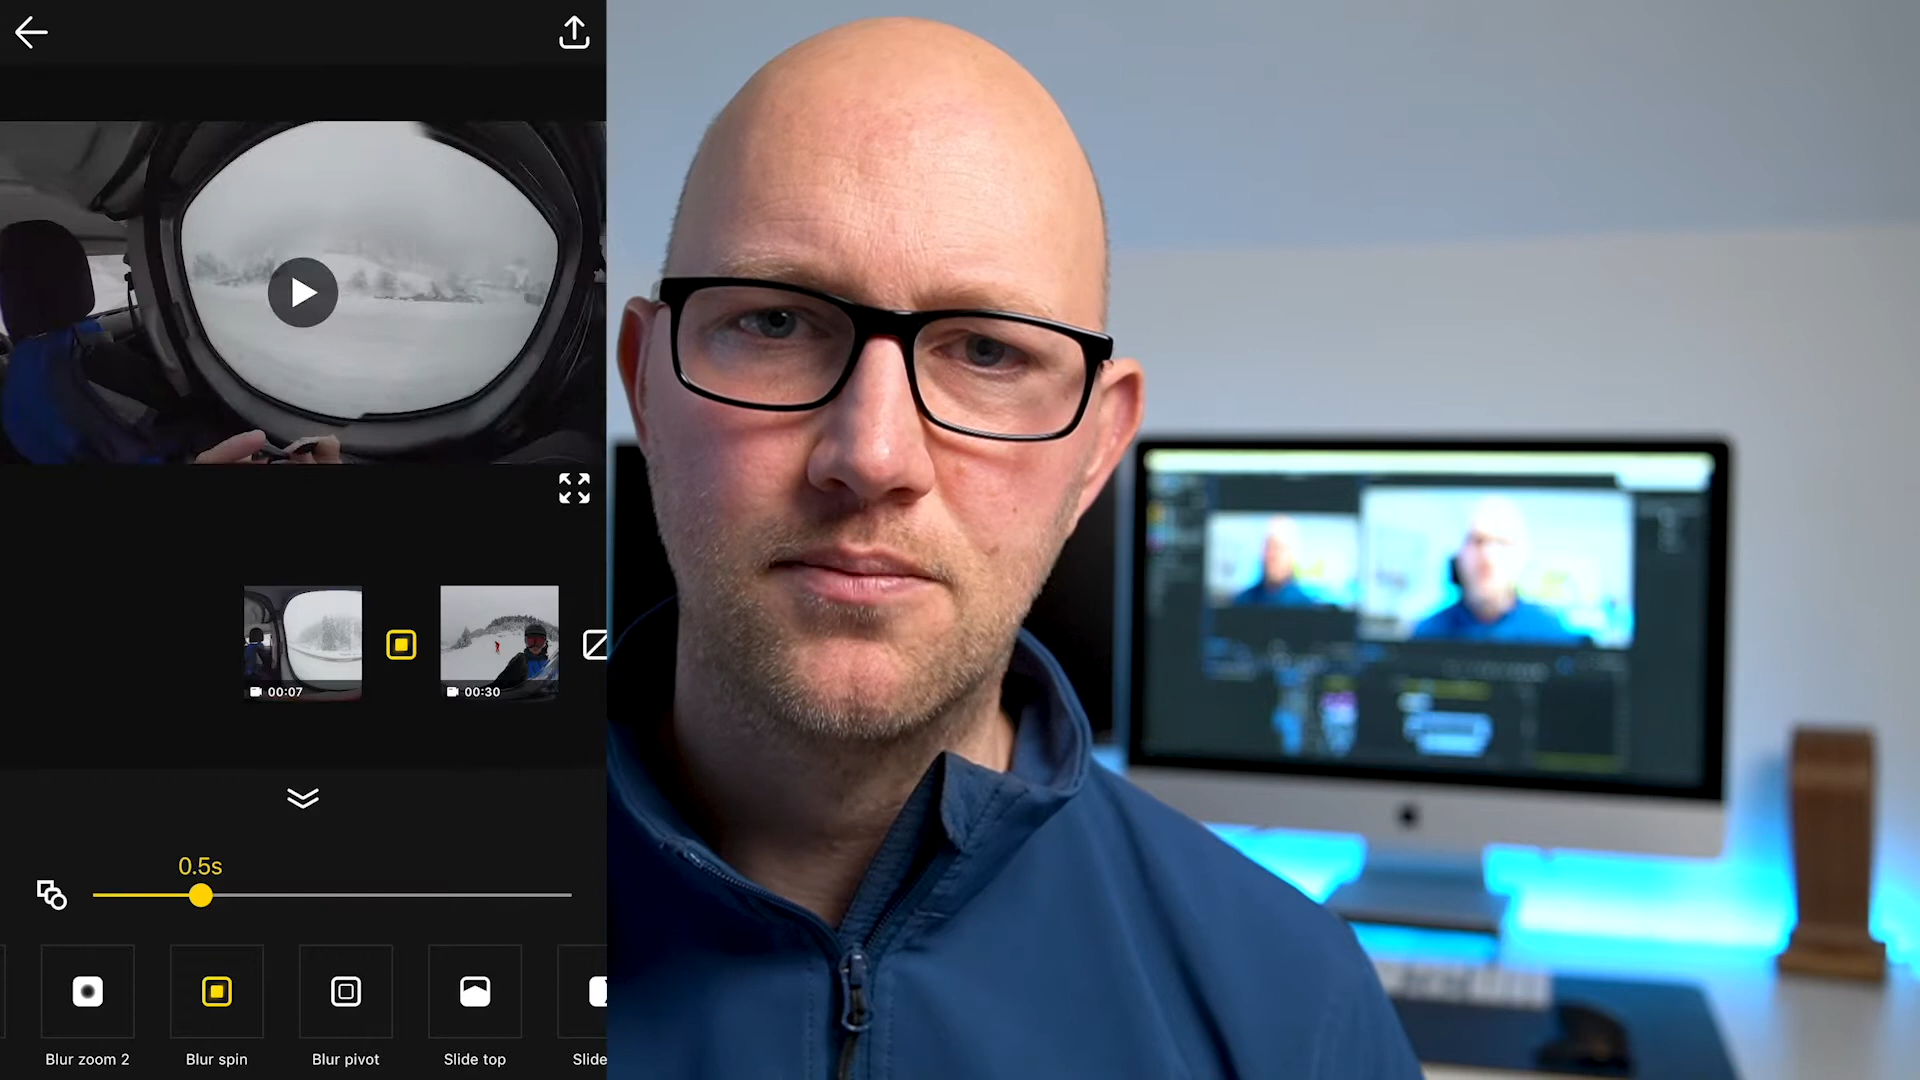 00:07
00:30
0.5s
Blur zoom 2
Blur spin
Blur pivot
Slide top
Slide